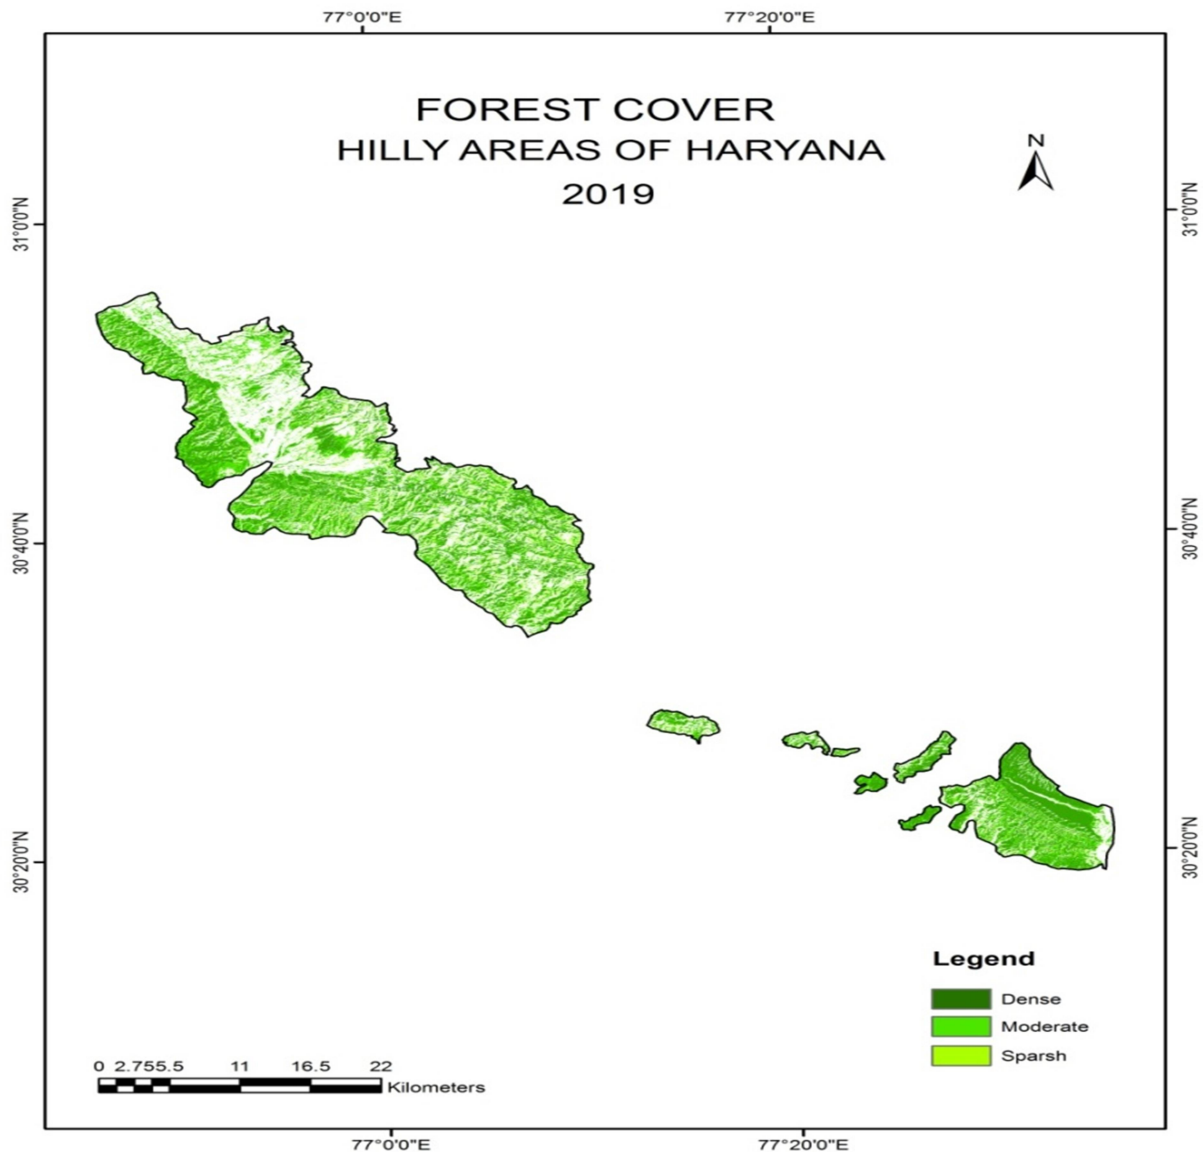 77°0'0"E 77°20'0"E
FOREST COVER
HILLY AREAS OF HARYANA
2019
N
31°0'0"N 31°0'0"N
30°40'0"N 30°40'0"N
30°20'0"N 30°20'0"N
Legend
Dense
Moderate
Sparsh
0 2.755.5 11 16.5 22
Kilometers
77°0'0"E 77°20'0"E